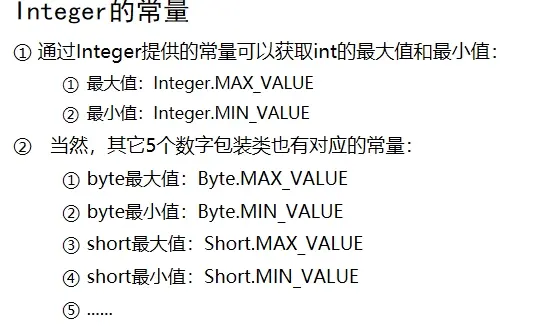 Integer的常量
① 通过Integer提供的常量可以获取int的最大值和最小值：
① 最大值：Integer.MAX_VALUE
② 最小值：Integer.MIN_VALUE
② 当然，其它5个数字包装类也有对应的常量：
① byte最大值：Byte.MAX_VALUE
② byte最小值：Byte.MIN_VALUE
③ short最大值：Short.MAX_VALUE
④ short最小值：Short.MIN_VALUE
⑤ ......